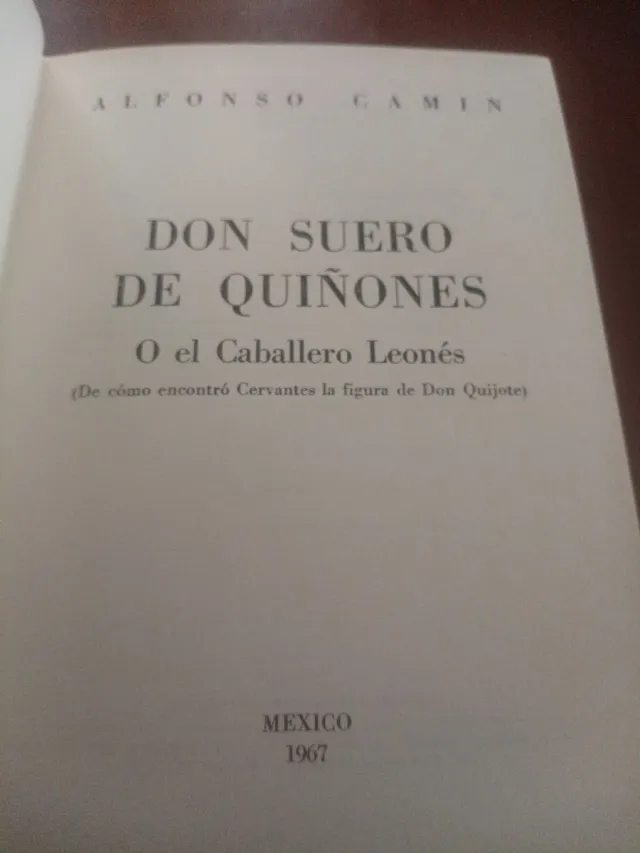 ALFONSO CAMIN
DON SUERO
DE QUIÑONES
O el Caballero Leonés
(De cómo encontró Cervantes la figura de Don Quijote)
MEXICO
1967